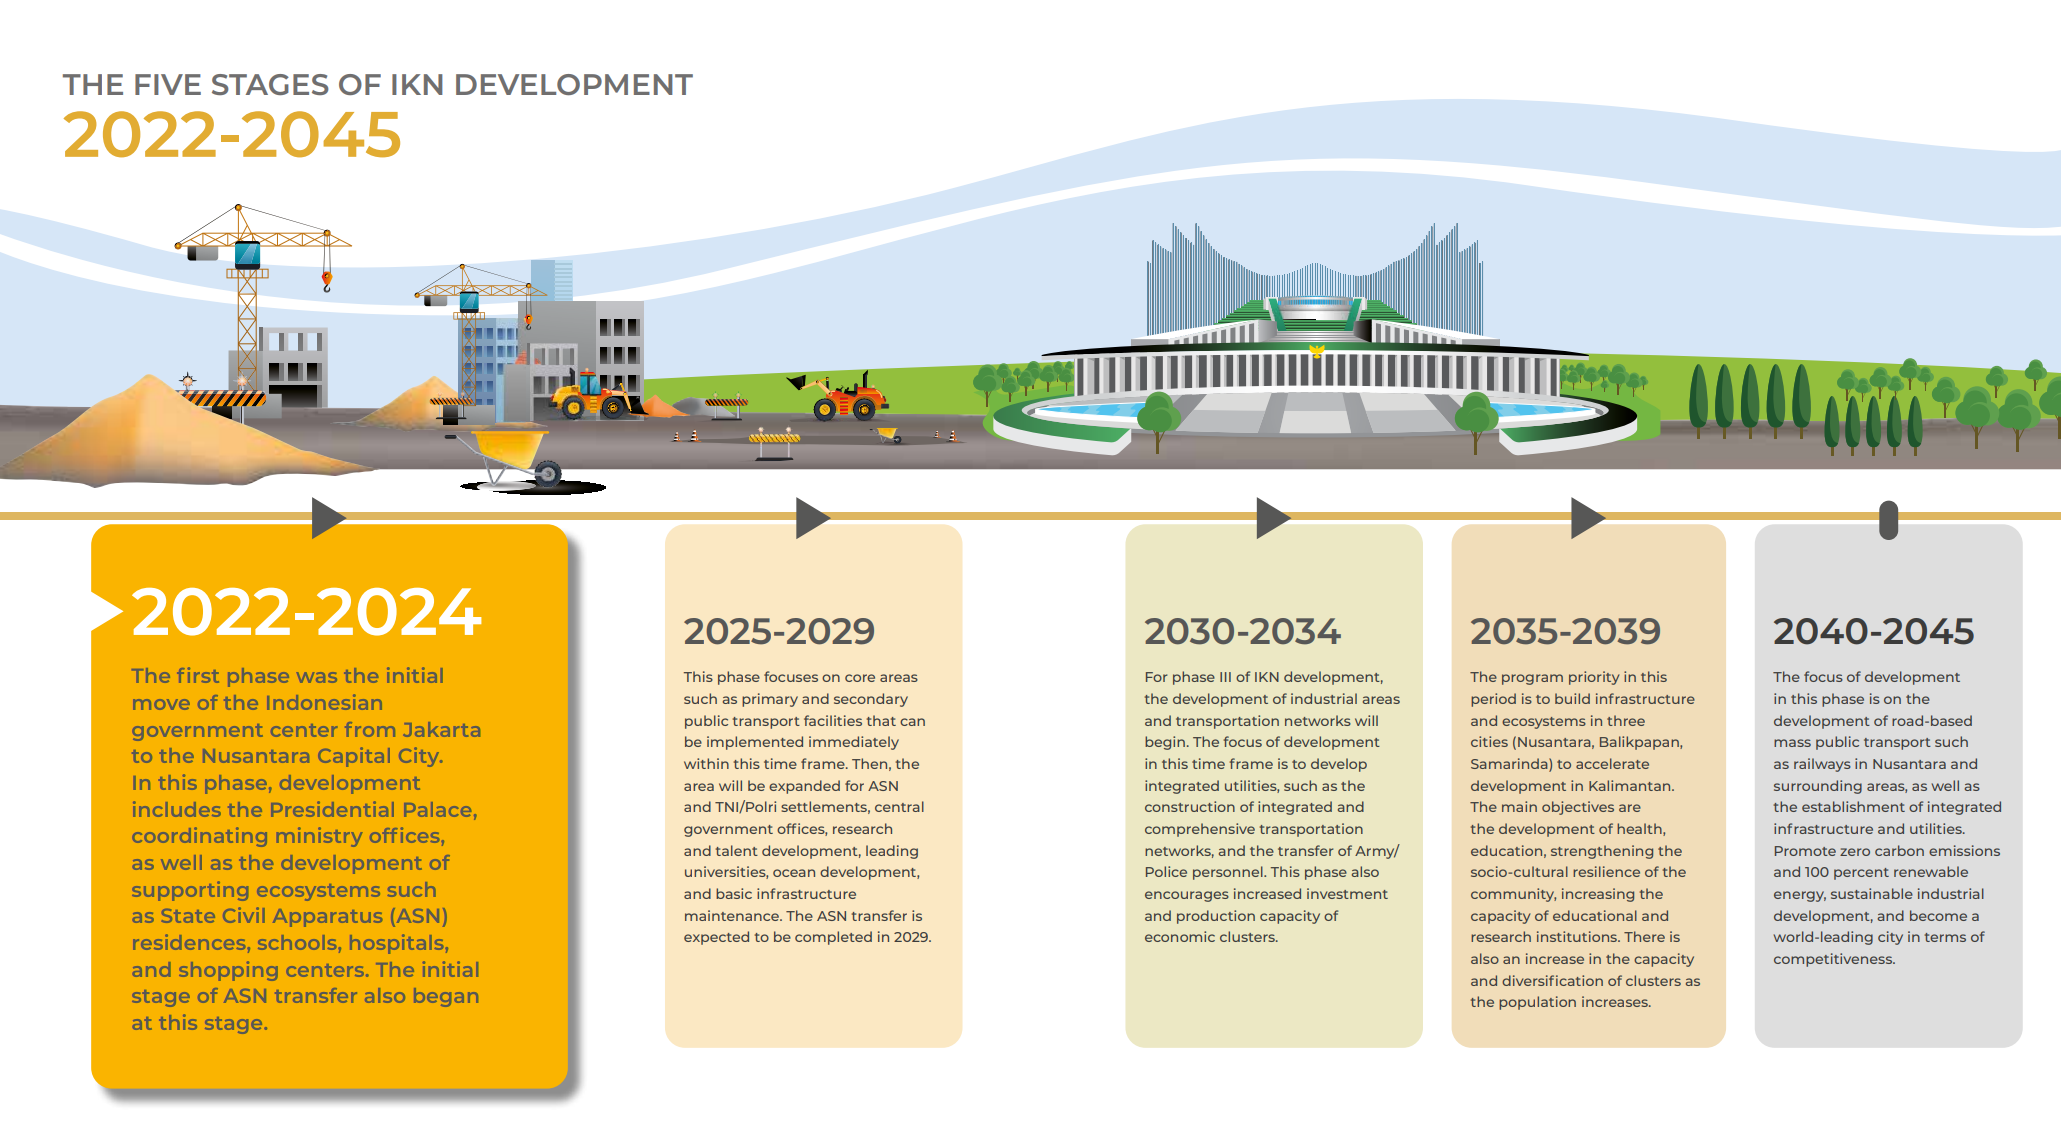 THE FIVE STAGES OF IKN DEVELOPMENT
2022-2045
2022-2024
The first phase was the initial
move of the Indonesian
government center from Jakarta
to the Nusantara Capital City.
In this phase, development
includes the Presidential Palace,
coordinating ministry offices,
as well as the development of
supporting ecosystems such
as State Civil Apparatus (ASN)
residences, schools, hospitals,
and shopping centers. The initial
stage of ASN transfer also began
at this stage.
2025-2029
This phase focuses on core areas
such as primary and secondary
public transport facilities that can
be implemented immediately
within this time frame. Then, the
area will be expanded for ASN
and TNI/Polri settlements, central
government offices, research
and talent development, leading
universities, ocean development,
and basic infrastructure
maintenance. The ASN transfer is
expected to be completed in 2029.
2030-2034
For phase III of IKN development,
the development of industrial areas
and transportation networks will
begin. The focus of development
in this time frame is to develop
integrated utilities, such as the
construction of integrated and
comprehensive transportation
networks, and the transfer of Army/
Police personnel. This phase also
encourages increased investment
and production capacity of
economic clusters.
2035-2039
The program priority in this
period is to build infrastructure
and ecosystems in three
cities (Nusantara, Balikpapan,
Samarinda) to accelerate
development in Kalimantan.
The main objectives are
the development of health,
education, strengthening the
socio-cultural resilience of the
community, increasing the
capacity of educational and
research institutions. There is
also an increase in the capacity
and diversification of clusters as
the population increases.
2040-2045
The focus of development
in this phase is on the
development of road-based
mass public transport such
as railways in Nusantara and
surrounding areas, as well as
the establishment of integrated
infrastructure and utilities.
Promote zero carbon emissions
and 100 percent renewable
energy, sustainable industrial
development, and become a
world-leading city in terms of
competitiveness.